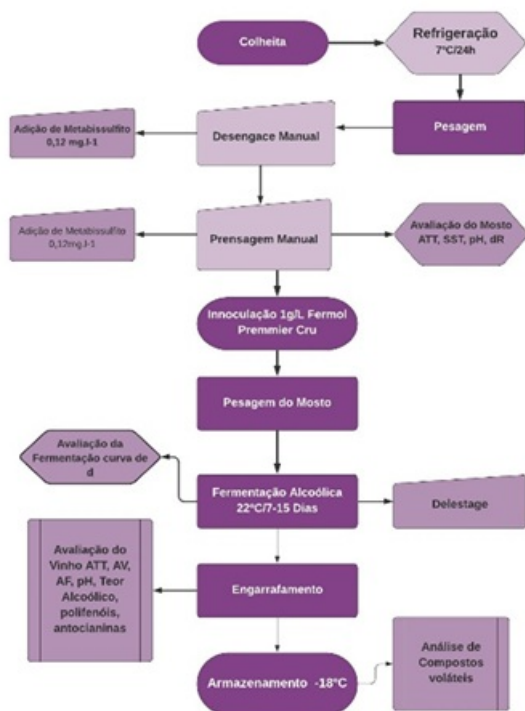 Colheita
Refrigeração
7ºC/24h
Pesagem
Desengace Manual
Adição de Metabissulfito
0,12 mg.l-1
Prensagem Manual
Adição de Metabissulfito
0,12mg.l-1
Avaliação do Mosto
ATT, SST, pH, dR
Innoculação 1g/L Fermol
Premmier Cru
Pesagem do Mosto
Avaliação da
Fermentação curva de
d
Fermentação Alcoólica
22ºC/7-15 Dias
Delestage
Avaliação do
Vinho ATT, AV,
AF, pH, Teor
Alcoólico,
polifenóis,
antocianinas
Engarrafamento
Armazenamento -18ºC
Análise de
Compostos
voláteis